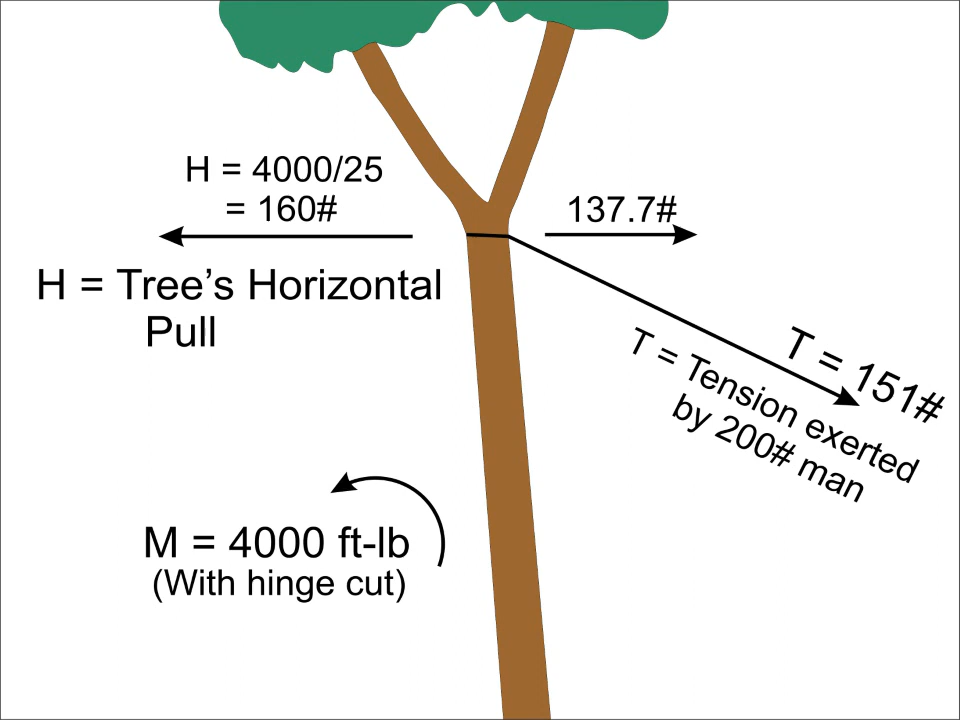 H = 4000/25
= 160#
137.7#
H = Tree’s Horizontal
Pull
T = 151#
T = Tension exerted
by 200# man
M = 4000 ft-lb
(With hinge cut)